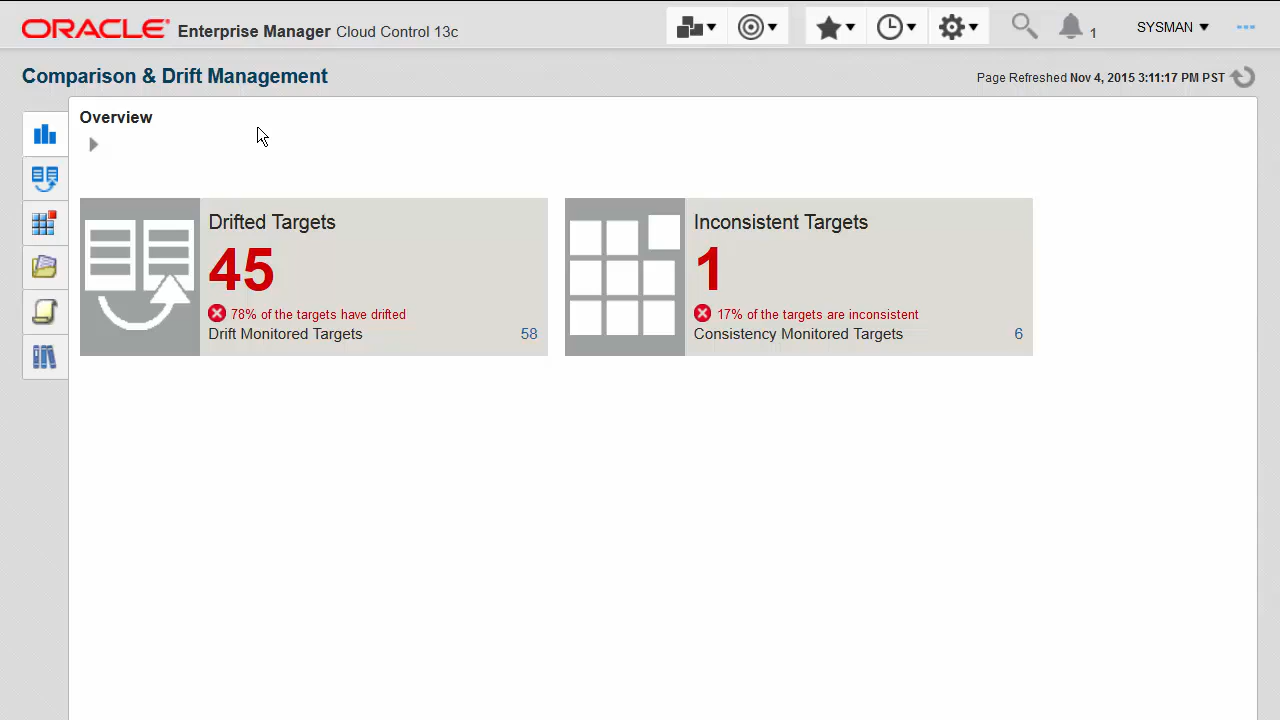 ORACLE® Enterprise Manager Cloud Control 13c
1
SYSMAN
Comparison & Drift Management
Page Refreshed Nov 4, 2015 3:11:17 PM PST
Overview
Drifted Targets
45
78% of the targets have drifted
Drift Monitored Targets 58
Inconsistent Targets
1
17% of the targets are inconsistent
Consistency Monitored Targets 6